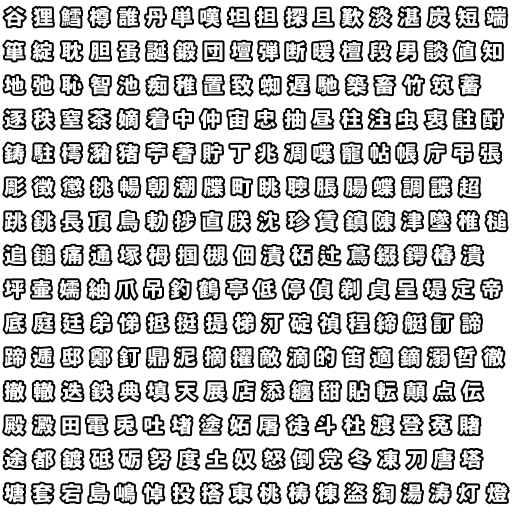 谷狸鱈樽誰丹単嘆坦担探旦歎淡湛炭短端
箪綻耽胆蛋誕鍛団壇弾断暖檀段男談値知
地弛恥智池痴稚置致蜘遅馳築畜竹筑蓄
逐秩窒茶嫡着中仲宙忠抽昼柱注虫衷註酎
鋳駐樗瀦猪苧著貯丁兆凋喋寵帖帳庁弔張
彫徴懲挑暢朝潮牒町眺聴脹腸蝶調諜超
跳銚長頂鳥勅捗直朕沈珍賃鎮陳津墜椎槌
追鎚痛通塚栂掴槻佃漬柘辻蔦綴鍔椿潰
坪壷嬬紬爪吊釣鶴亭低停偵剃貞呈堤定帝
底庭廷弟悌抵挺提梯汀碇禎程締艇訂諦
蹄逓邸鄭釘鼎泥摘擢敵滴的笛適鏑溺哲徹
撤轍迭鉄典填天展店添纏甜貼転顛点伝
殿澱田電兎吐堵塗妬屠徒斗杜渡登菟賭
途都鍍砥砺努度土奴怒倒党冬凍刀唐塔
塘套宕島嶋悼投搭東桃梼棟盗淘湯涛灯燈